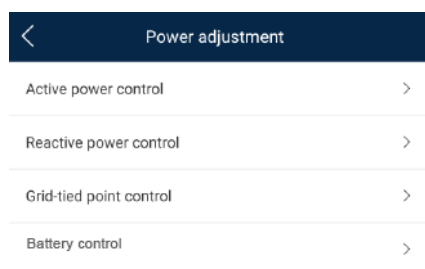 Power adjustment
Active power control
Reactive power control
Grid-tied point control
Battery control